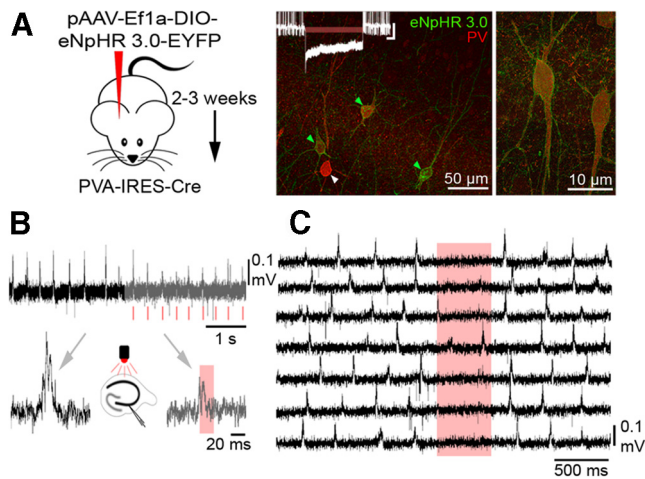 A
pAAV-Ef1a-DIO-
eNpHR 3.0-EYFP
2-3 weeks
PVA-IRES-Cre
eNpHR 3.0
PV
50 µm
10 µm
B
0.1
mV
1 s
20 ms
C
0.1
mV
500 ms